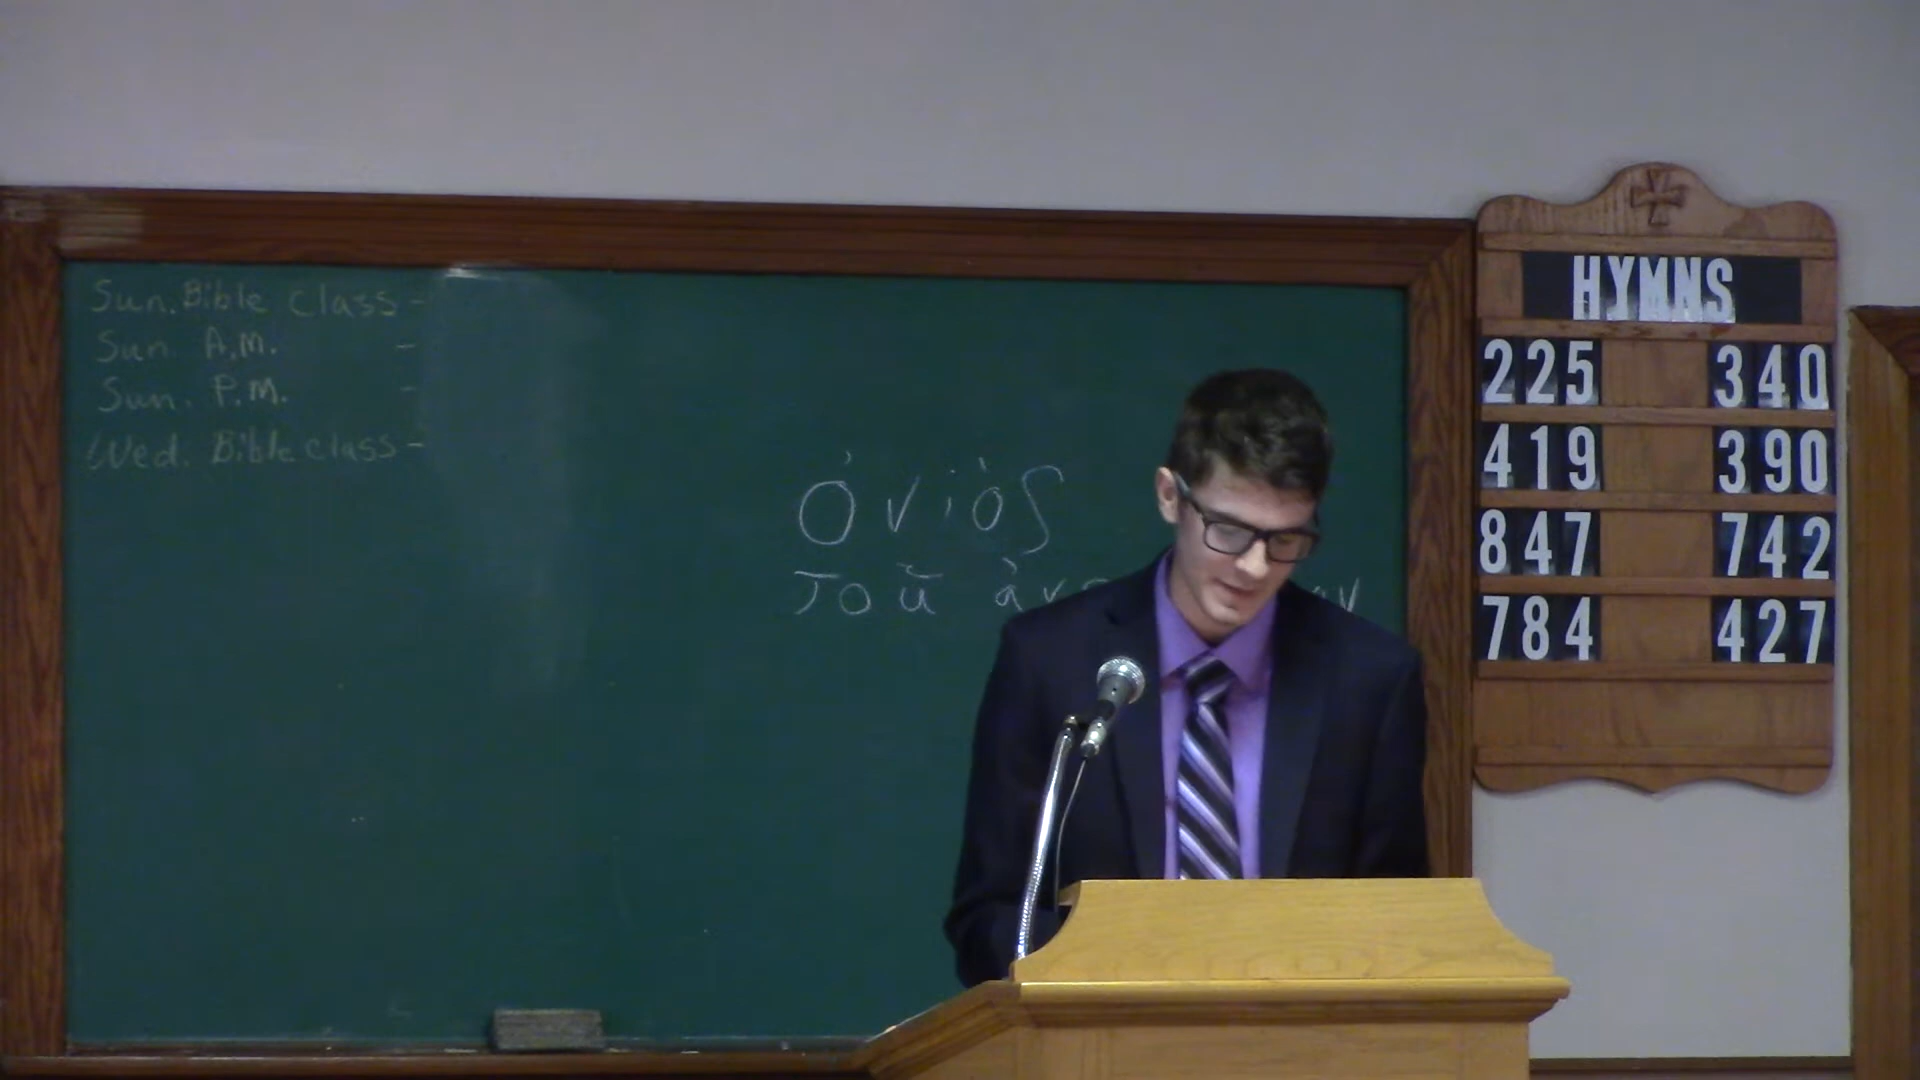 Sun. Bible class -
Sun. A.M. -
Sun. P.M. -
Wed. Bible class -
ὁ υἱὸς
τοῦ
HYMNS
225 340
419 390
847 742
784 427